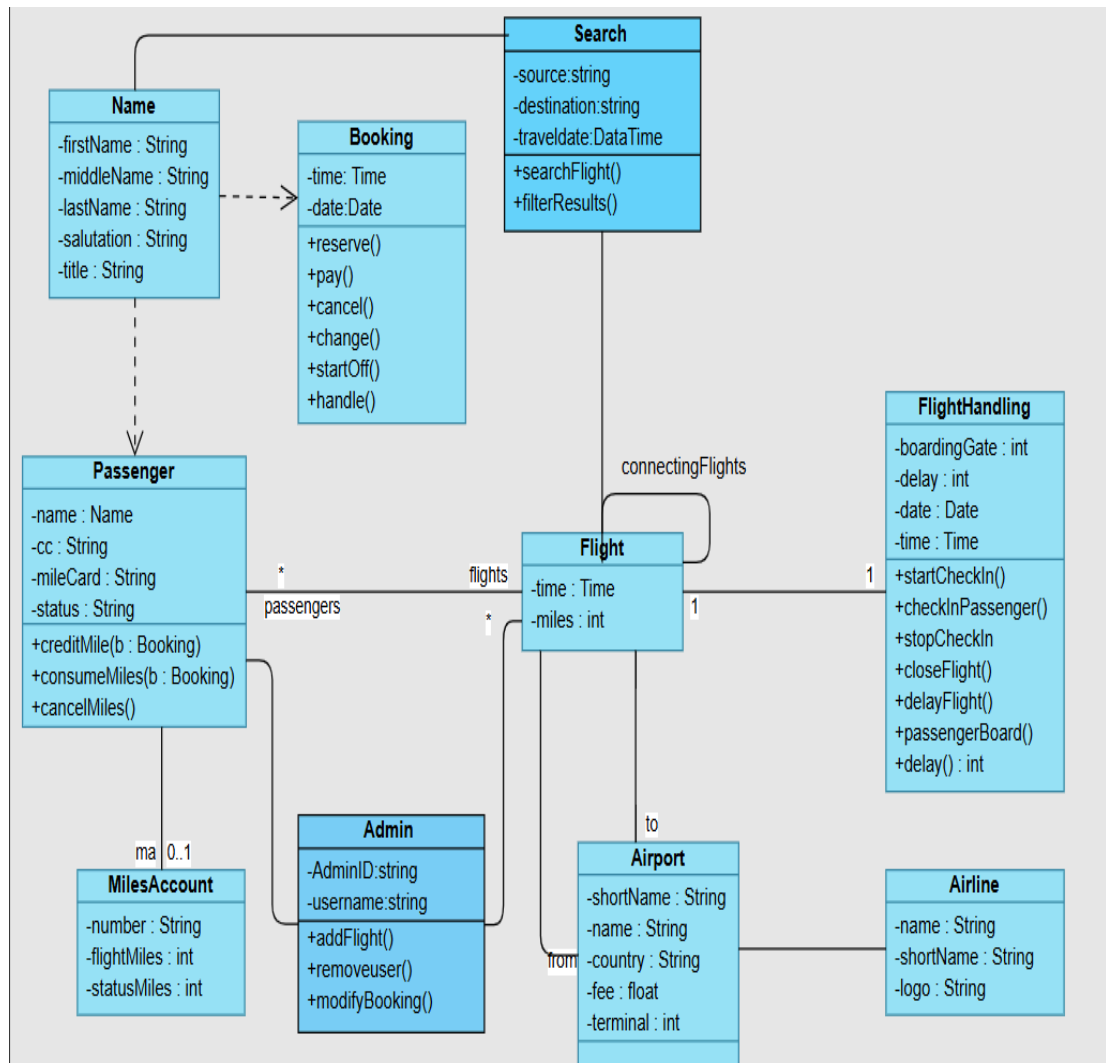 Search
-source:string
-destination:string
-traveldate:DataTime
+searchFlight()
+filterResults()
Name
-firstName : String
-middleName : String
-lastName : String
-salutation : String
-title : String
Booking
-time: Time
-date:Date
+reserve()
+pay()
+cancel()
+change()
+startOff()
+handle()
Passenger
-name : Name
-cc : String
-mileCard : String
-status : String
+creditMile(b : Booking)
+consumeMiles(b : Booking)
+cancelMiles()
*
passengers
flights
*
connectingFlights
Flight
-time : Time
-miles : int
1
1
FlightHandling
-boardingGate : int
-delay : int
-date : Date
-time : Time
+startCheckIn()
+checkInPassenger()
+stopCheckIn
+closeFlight()
+delayFlight()
+passengerBoard()
+delay() : int
ma 0..1
MilesAccount
-number : String
-flightMiles : int
-statusMiles : int
Admin
-AdminID:string
-username:string
+addFlight()
+removeuser()
+modifyBooking()
to
from
Airport
-shortName : String
-name : String
-country : String
-fee : float
-terminal : int
Airline
-name : String
-shortName : String
-logo : String